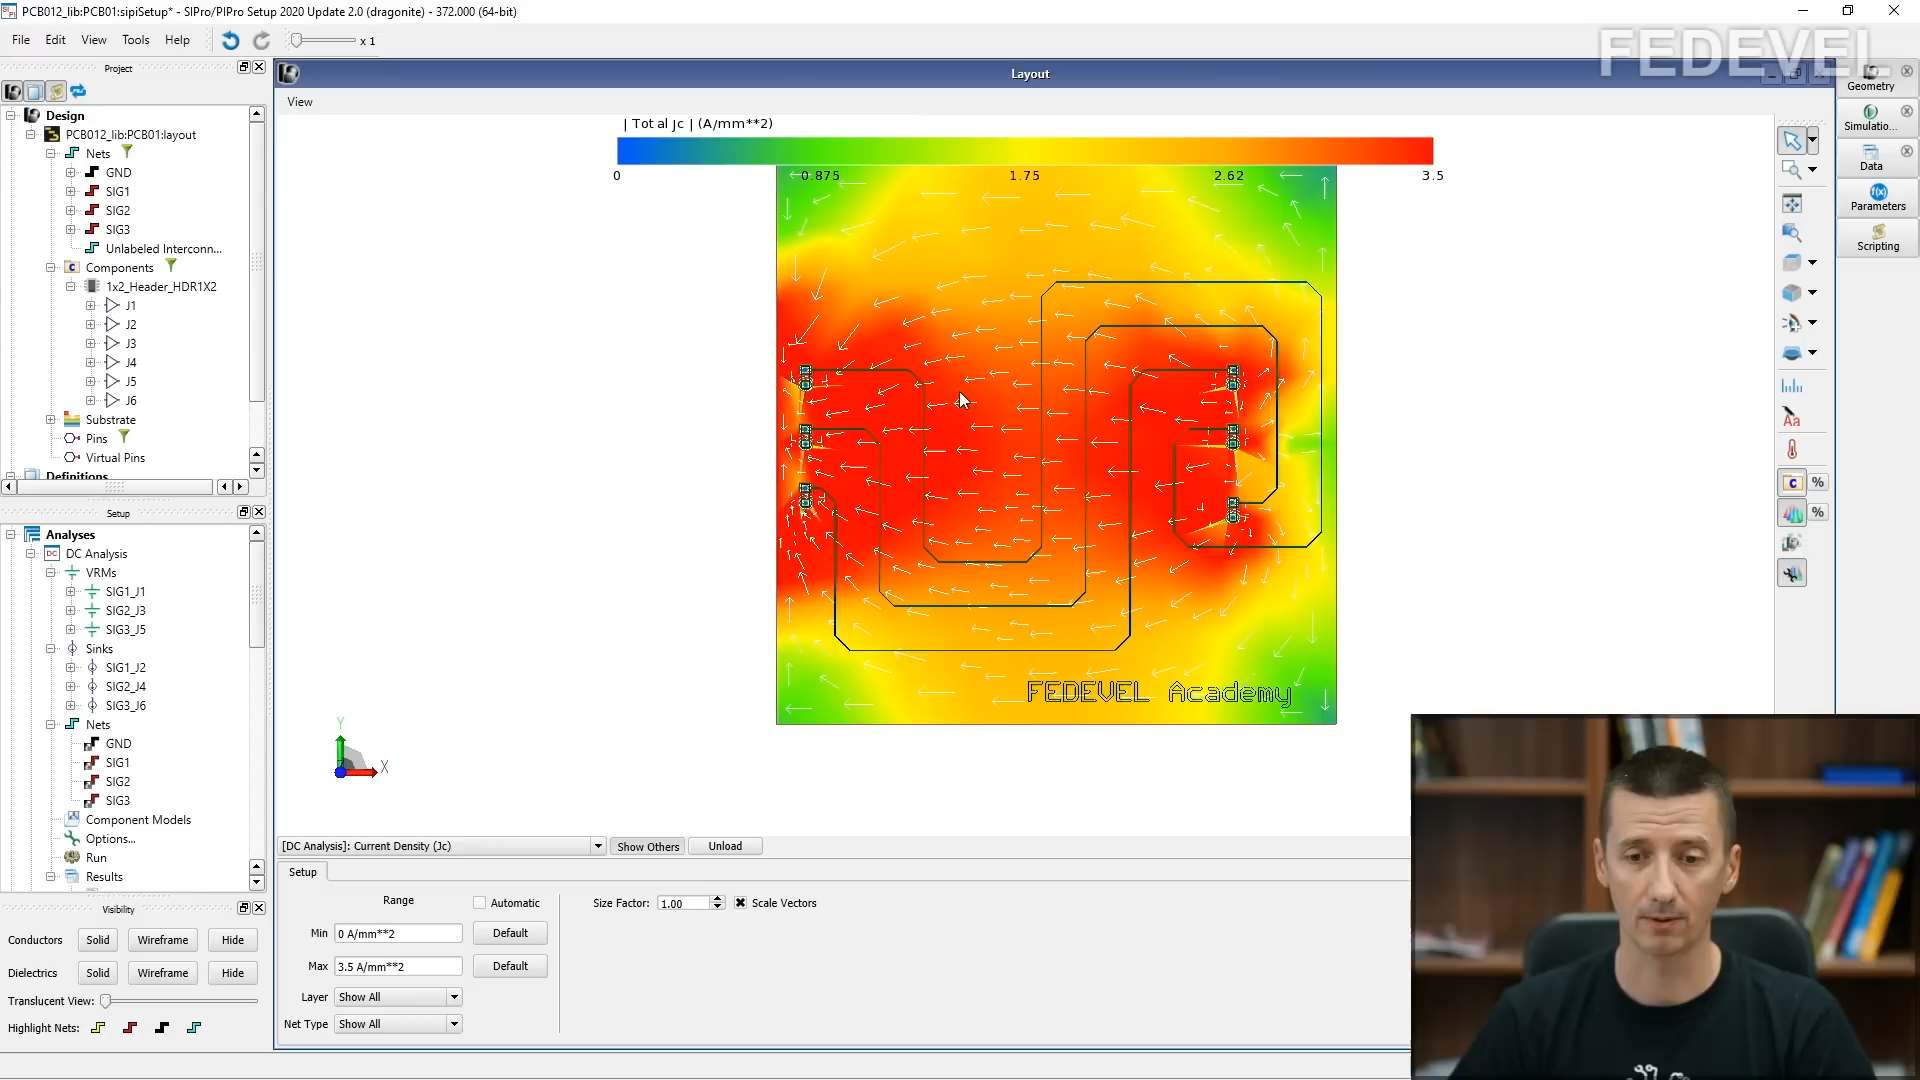 PCB012_lib:PCB01:sipiSetup* - SIPro/PIPro Setup 2020 Update 2.0 (dragonite) - 372.000 (64-bit)
File Edit View Tools Help x 1
FEDEVEL
Project
Design
PCB012_lib:PCB01:layout
Nets
GND
SIG1
SIG2
SIG3
Unlabeled Interconn...
Components
1x2_Header_HDR1X2
J1
J2
J3
J4
J5
J6
Substrate
Pins
Virtual Pins
Definitions
Setup
Analyses
DC Analysis
VRMs
SIG1_J1
SIG2_J3
SIG3_J5
Sinks
SIG1_J2
SIG2_J4
SIG3_J6
Nets
GND
SIG1
SIG2
SIG3
Component Models
Options...
Run
Results
Visibility
Conductors Solid Wireframe Hide
Dielectrics Solid Wireframe Hide
Translucent View:
Highlight Nets:
Layout
View
| Total Jc | (A/mm**2)
0 0.875 1.75 2.62 3.5
FEDEVEL Academy
Y
X
[DC Analysis]: Current Density (Jc) Show Others Unload
Setup
Range Automatic
Min 0 A/mm**2 Default
Max 3.5 A/mm**2 Default
Layer Show All
Net Type Show All
Size Factor: 1.00 Scale Vectors
Geometry
Simulatio...
Data
f(x)
Parameters
Scripting
Aa
C %
%